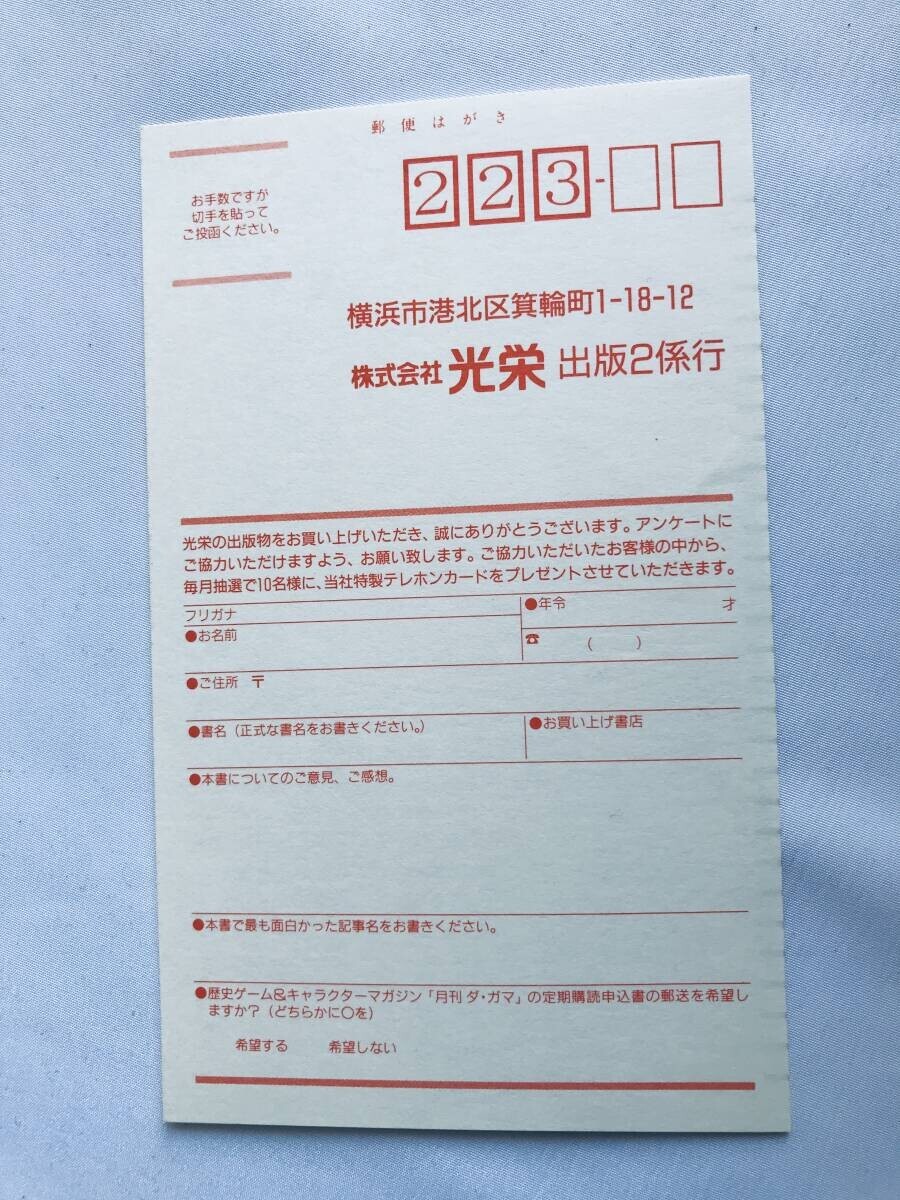 郵便はがき
お手数ですが
切手を貼って
ご投函ください。
223-
横浜市港北区箕輪町1-18-12
株式会社 光栄 出版2係行
光栄の出版物をお買い上げいただき、誠にありがとうございます。アンケートに
ご協力いただけますよう、お願い致します。ご協力いただいたお客様の中から、
毎月抽選で10名様に、当社特製テレホンカードをプレゼントさせていただきます。
フリガナ
●お名前
●年令 才
☎ ( )
●ご住所 〒
●書名（正式な書名をお書きください。）
●お買い上げ書店
●本書についてのご意見、ご感想。
●本書で最も面白かった記事名をお書きください。
●歴史ゲーム&キャラクターマガジン「月刊 ダ・ガマ」の定期購読申込書の郵送を希望し
ますか？（どちらかに○を）
希望する 希望しない